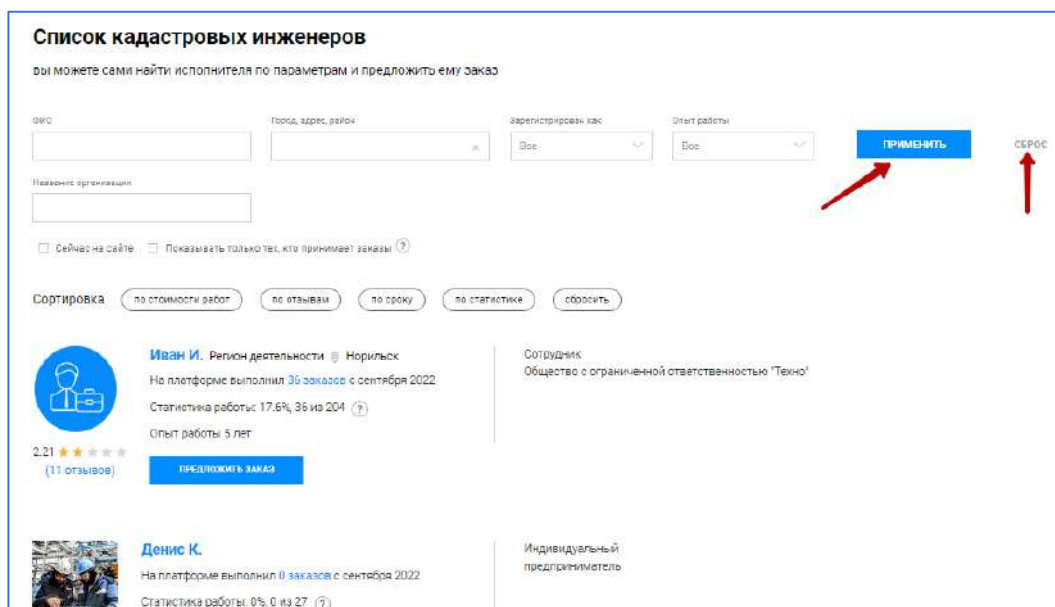 Список кадастровых инженеров
вы можете сами найти исполнителя по параметрам и предложить ему заказ
ФИО
Город, адрес, район
Зарегистрирован как
Опыт работы
Все
Все
ПРИМЕНИТЬ
СБРОС
Название организации
Сейчас на сайте
Показывать только тех, кто принимает заказы ?
Сортировка
по стоимости работ
по отзывам
по сроку
по статистике
сбросить
Иван И. Регион деятельности Норильск
На платформе выполнил 36 заказов с сентября 2022
Статистика работы: 17.6%, 36 из 204 ?
Опыт работы 5 лет
2.21
(11 отзывов)
ПРЕДЛОЖИТЬ ЗАКАЗ
Сотрудник
Общество с ограниченной ответственностью "Техно"
Денис К.
На платформе выполнил 0 заказов с сентября 2022
Статистика работы: 0%, 0 из 27 ?
Индивидуальный
предприниматель